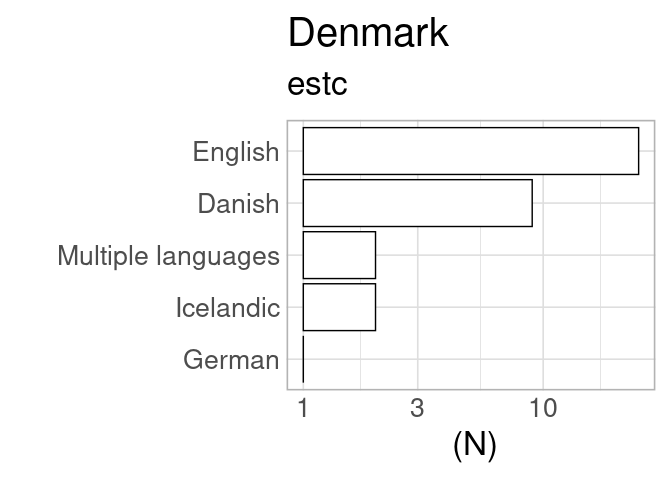 Denmark
estc
English
Danish
Multiple languages
Icelandic
German
1 3 10
(N)